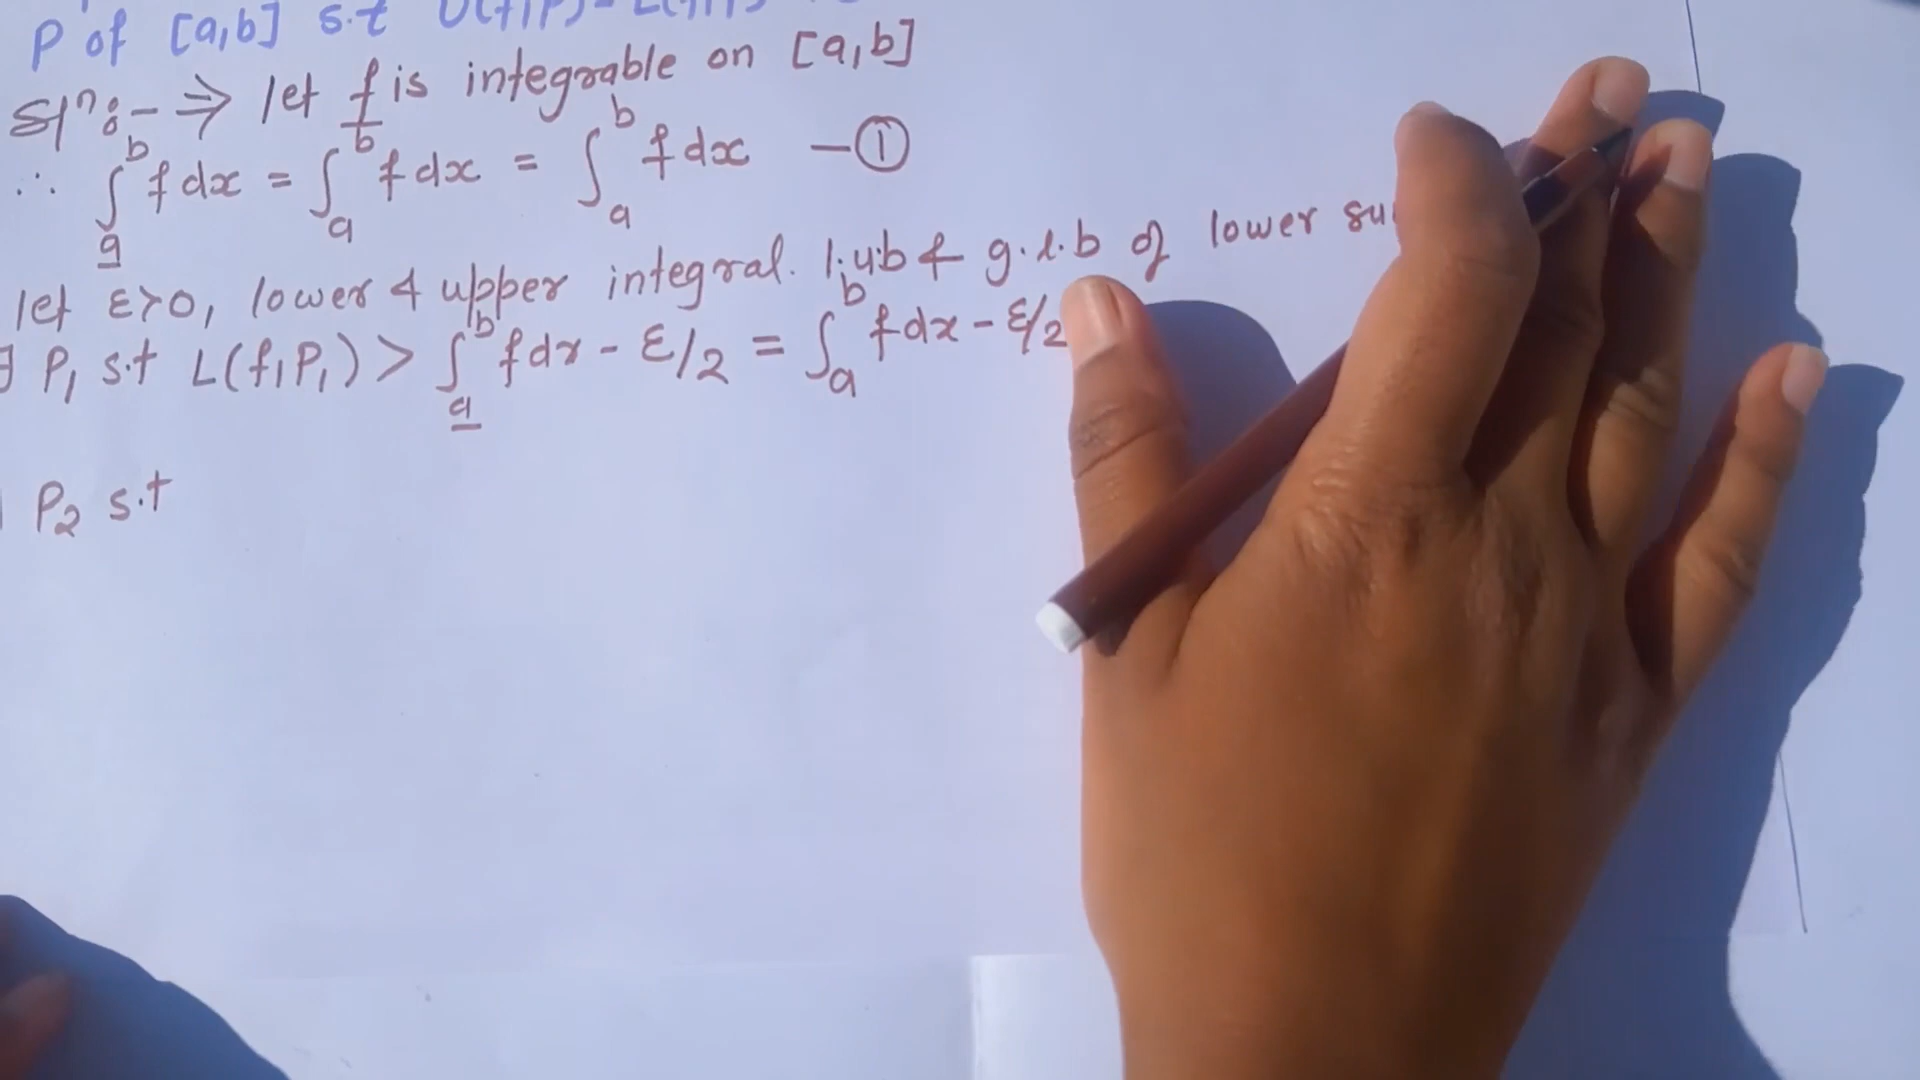 P of [a,b] s.t U(f,P) - L(f,P)
Sln:- ⇒ let f is integrable on [a,b]
∴ ∫_a^b f dx = ∫_a^b f dx = ∫_a^b f dx —①
let ε>0, lower & upper integral. l.u.b & g.l.b of lower su
∃ P₁ s.t L(f,P₁) > ∫_a^b f dx - ε/2 = ∫_a^b f dx - ε/2
P₂ s.t